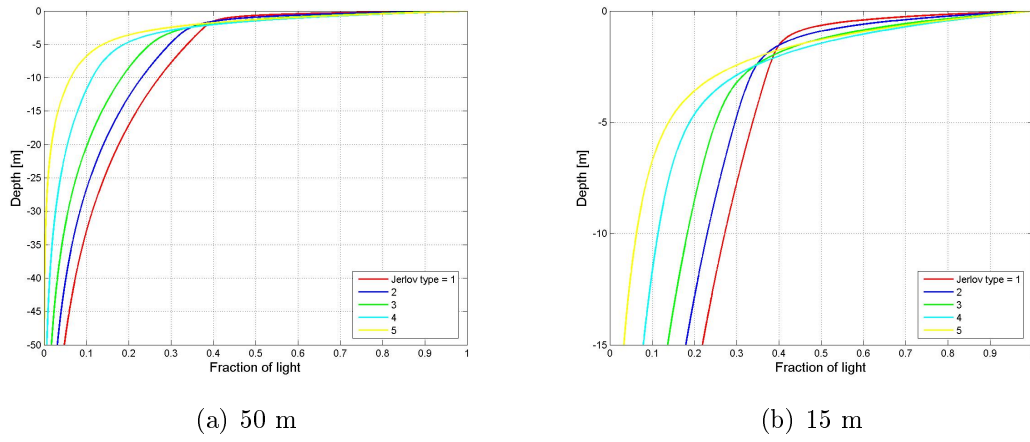 0
-5
-10
-15
-20
-25
-30
-35
-40
-45
-50
0 0.1 0.2 0.3 0.4 0.5 0.6 0.7 0.8 0.9 1
Depth [m]
Fraction of light
Jerlov type = 1
2
3
4
5
(a) 50 m
0
-5
-10
-15
0 0.1 0.2 0.3 0.4 0.5 0.6 0.7 0.8 0.9
Depth [m]
Fraction of light
Jerlov type = 1
2
3
4
5
(b) 15 m